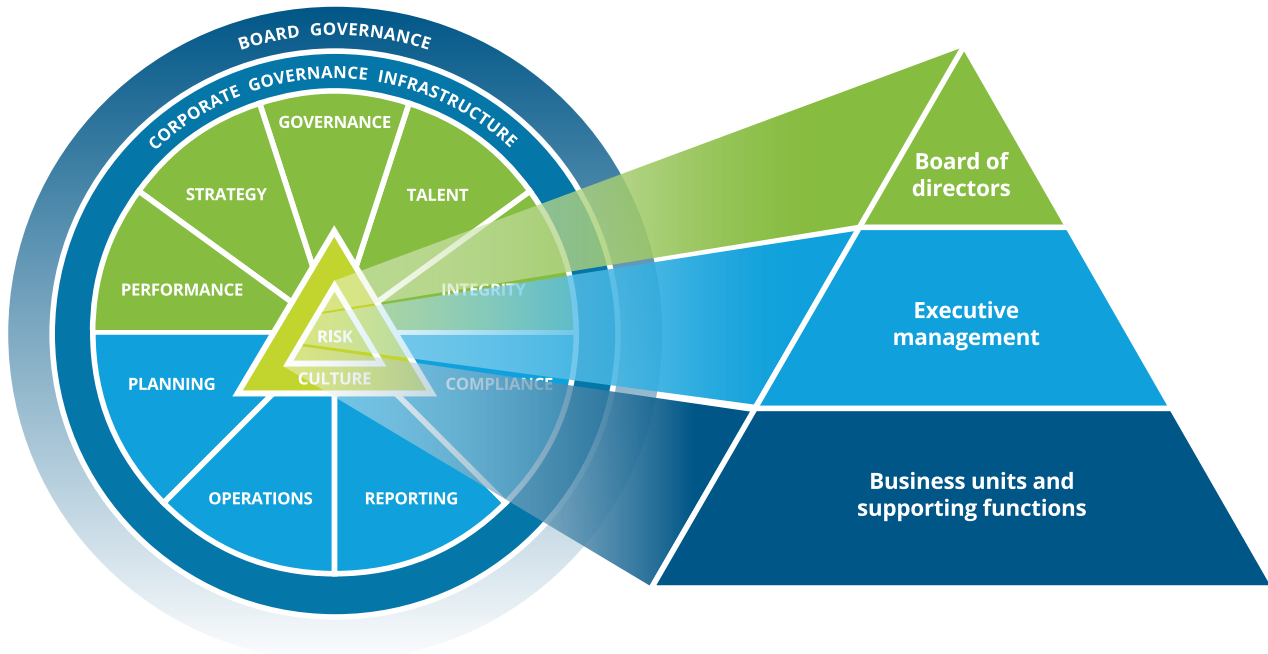 BOARD GOVERNANCE
CORPORATE GOVERNANCE INFRASTRUCTURE
GOVERNANCE
STRATEGY
TALENT
PERFORMANCE
INTEGRITY
RISK
CULTURE
PLANNING
COMPLIANCE
OPERATIONS
REPORTING
Board of
directors
Executive
management
Business units and
supporting functions